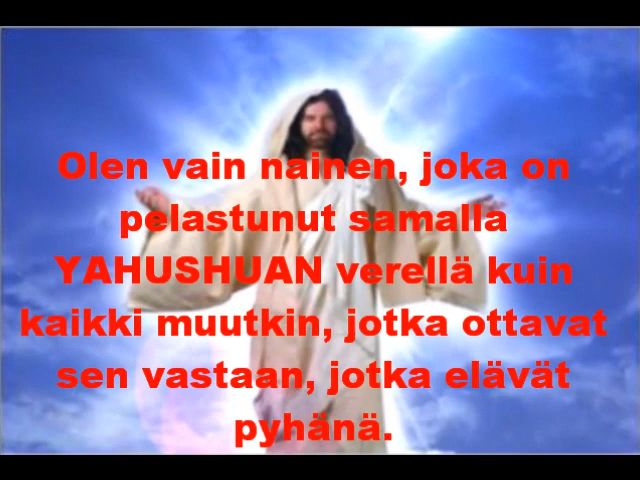 Olen vain nainen, joka on
pelastunut samalla
YAHUSHUAN verellä kuin
kaikki muutkin, jotka ottavat
sen vastaan, jotka elävät
pyhänä.